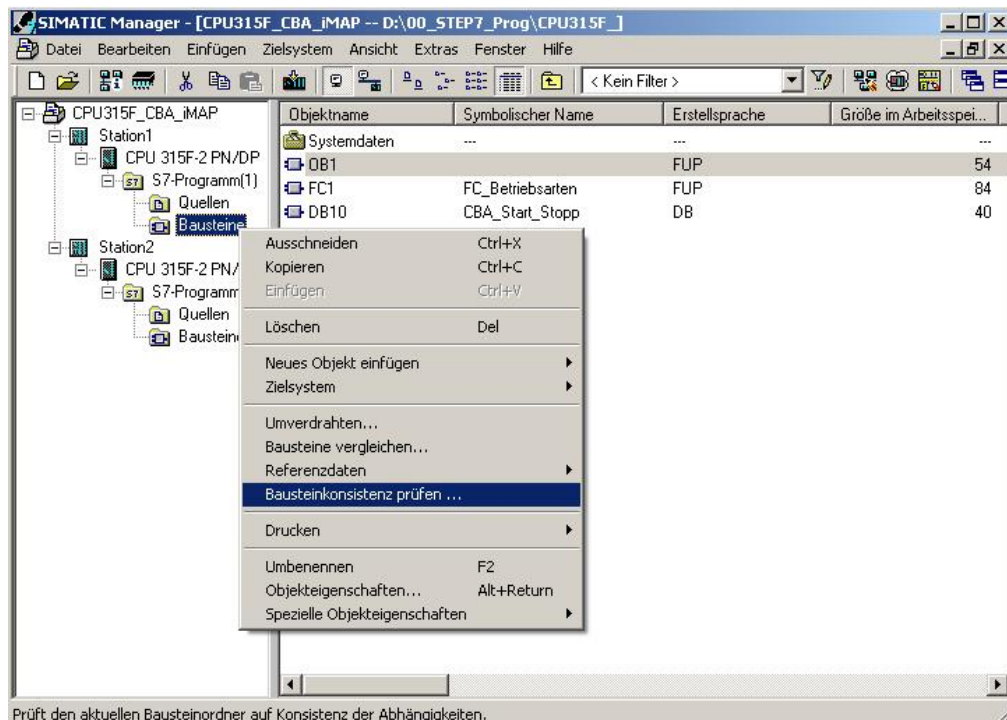 SIMATIC Manager - [CPU315F_CBA_iMAP -- D:\00_STEP7_Prog\CPU315F_]
Datei Bearbeiten Einfügen Zielsystem Ansicht Extras Fenster Hilfe
< Kein Filter >
CPU315F_CBA_iMAP
Station1
CPU 315F-2 PN/DP
S7-Programm(1)
Quellen
Bausteine
Station2
CPU 315F-2 PN/
S7-Programm
Quellen
Bausteine
Objektname Symbolischer Name Erstellsprache Größe im Arbeitsspei...
Systemdaten --- --- ---
OB1 FUP 54
FC1 FC_Betriebsarten FUP 84
DB10 CBA_Start_Stopp DB 40
Ausschneiden Ctrl+X
Kopieren Ctrl+C
Einfügen Ctrl+V
Löschen Del
Neues Objekt einfügen
Zielsystem
Umverdrahten...
Bausteine vergleichen...
Referenzdaten
Bausteinkonsistenz prüfen ...
Drucken
Umbenennen F2
Objekteigenschaften... Alt+Return
Spezielle Objekteigenschaften
Prüft den aktuellen Bausteinordner auf Konsistenz der Abhängigkeiten.